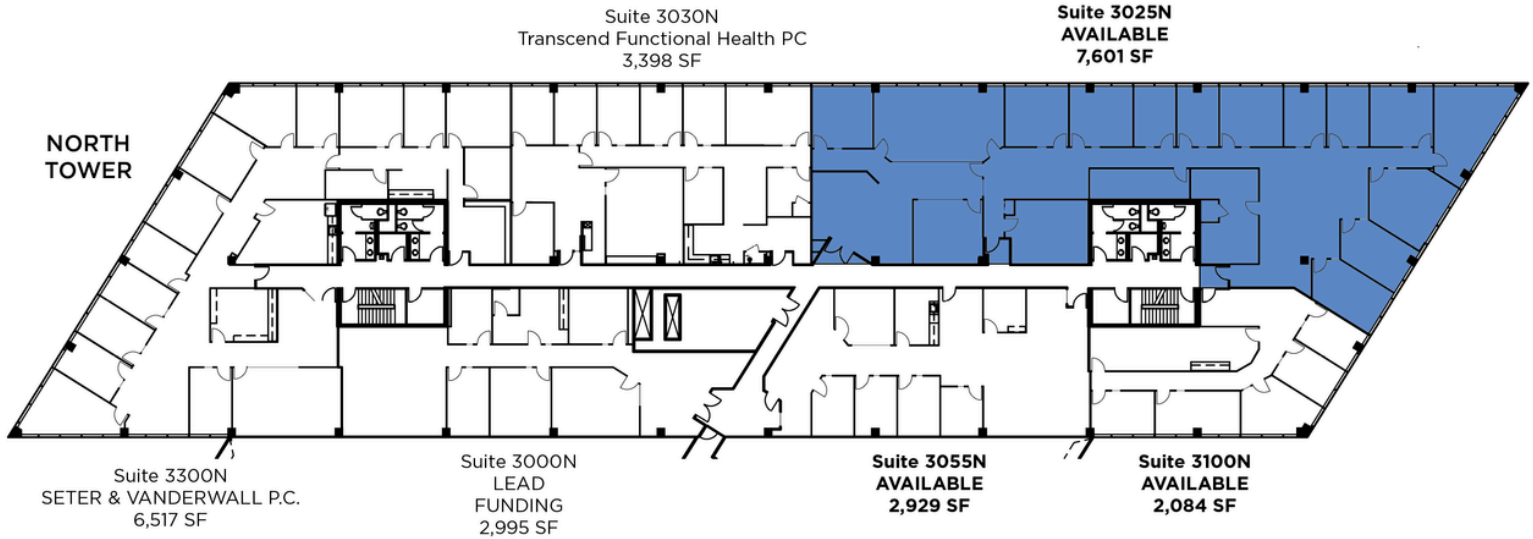 Suite 3030N
Transcend Functional Health PC
3,398 SF
Suite 3025N
AVAILABLE
7,601 SF
NORTH
TOWER
Suite 3300N
SETER & VANDERWALL P.C.
6,517 SF
Suite 3000N
LEAD
FUNDING
2,995 SF
Suite 3055N
AVAILABLE
2,929 SF
Suite 3100N
AVAILABLE
2,084 SF